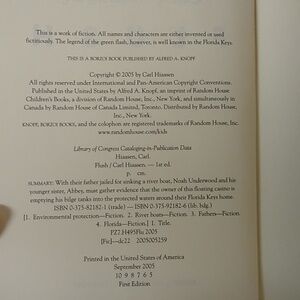 This is a work of fiction. All names and characters are either invented or used
fictitiously. The legend of the green flash, however, is well known in the Florida Keys.
THIS IS A BORZOI BOOK PUBLISHED BY ALFRED A. KNOPF
Copyright © 2005 by Carl Hiaasen
All rights reserved under International and Pan-American Copyright Conventions.
Published in the United States by Alfred A. Knopf, an imprint of Random House
Children's Books, a division of Random House, Inc., New York, and simultaneously in
Canada by Random House of Canada Limited, Toronto. Distributed by Random House,
Inc., New York.
KNOPF, BORZOI BOOKS, and the colophon are registered trademarks of Random House, Inc.
www.randomhouse.com/kids
Library of Congress Cataloging-in-Publication Data
Hiaasen, Carl.
Flush / Carl Hiaasen. — 1st ed.
p. cm.
SUMMARY: With their father jailed for sinking a river boat, Noah Underwood and his
younger sister, Abbey, must gather evidence that the owner of this floating casino is
emptying his bilge tanks into the protected waters around their Florida Keys home.
ISBN 0-375-82182-1 (trade) — ISBN 0-375-92182-6 (lib. bdg.)
[1. Environmental protection—Fiction. 2. River boats—Fiction. 3. Fathers—Fiction.
4. Florida—Fiction.] I. Title.
PZ7.H495Flu 2005
[Fic]—dc22 2005005259
Printed in the United States of America
September 2005
10 9 8 7 6 5
First Edition